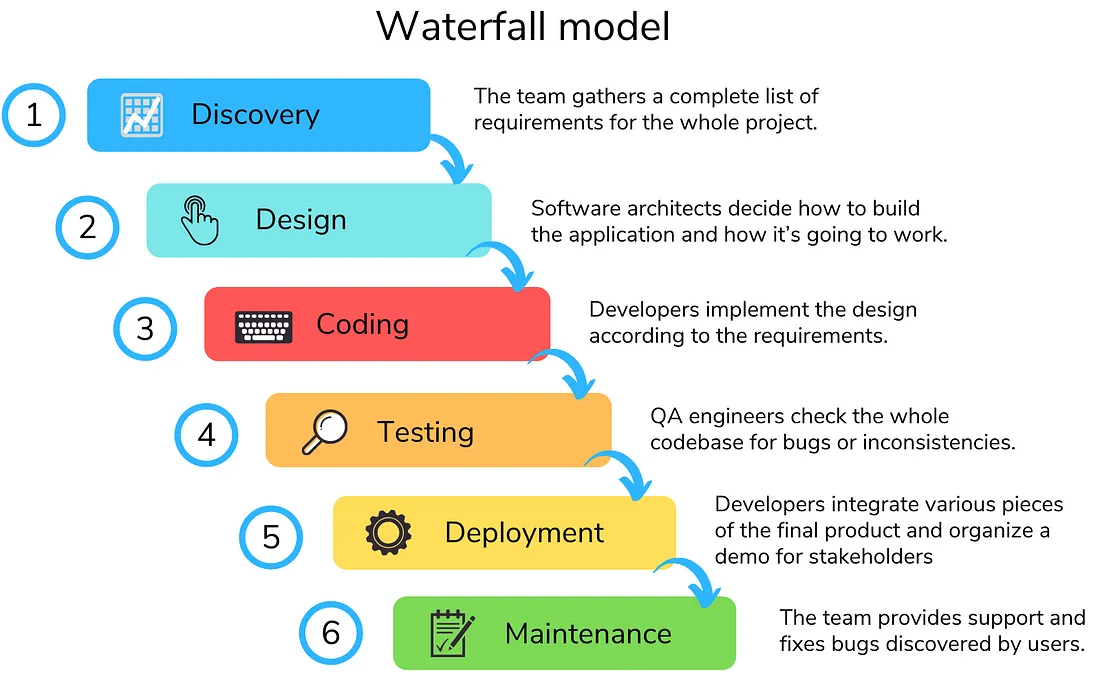 Waterfall model
1
Discovery
The team gathers a complete list of
requirements for the whole project.
2
Design
Software architects decide how to build
the application and how it’s going to work.
3
Coding
Developers implement the design
according to the requirements.
4
Testing
QA engineers check the whole
codebase for bugs or inconsistencies.
5
Deployment
Developers integrate various pieces
of the final product and organize a
demo for stakeholders
6
Maintenance
The team provides support and
fixes bugs discovered by users.